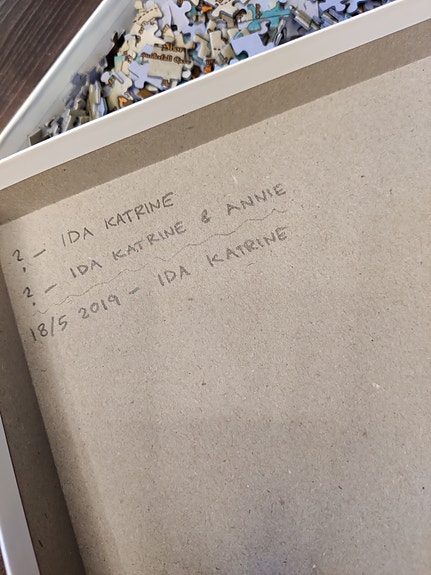 ? - IDA KATRINE
? - IDA KATRINE & ANNIE
18/5 2019 - IDA KATRINE